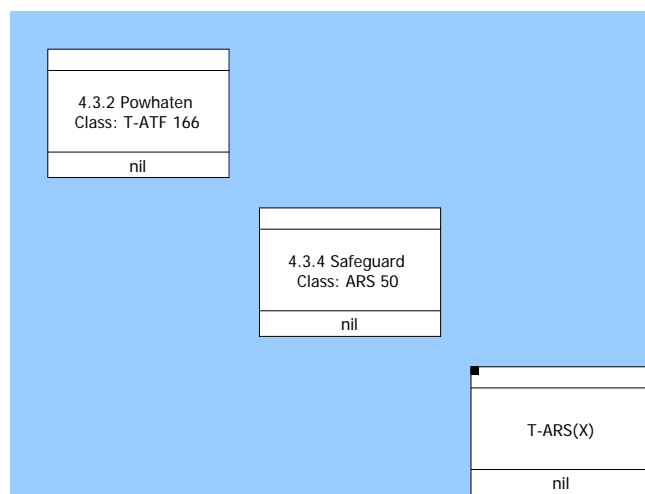 4.3.2 Powhaten
Class: T-ATF 166
nil
4.3.4 Safeguard
Class: ARS 50
nil
T-ARS(X)
nil